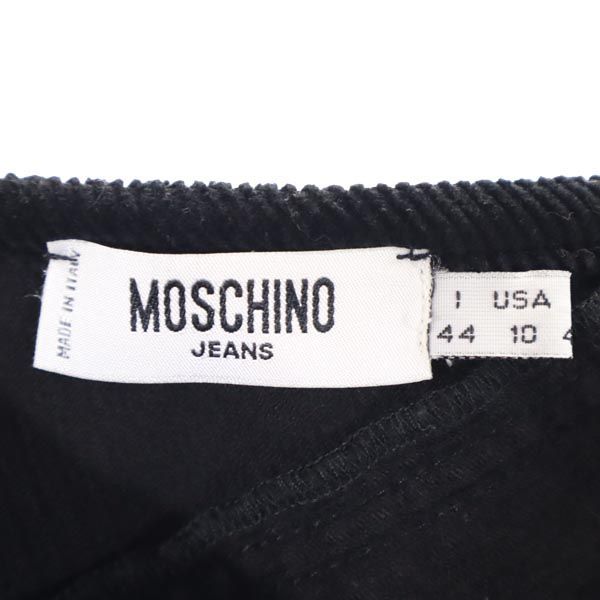 MADE IN ITALY
MOSCHINO
JEANS
I USA
44 10